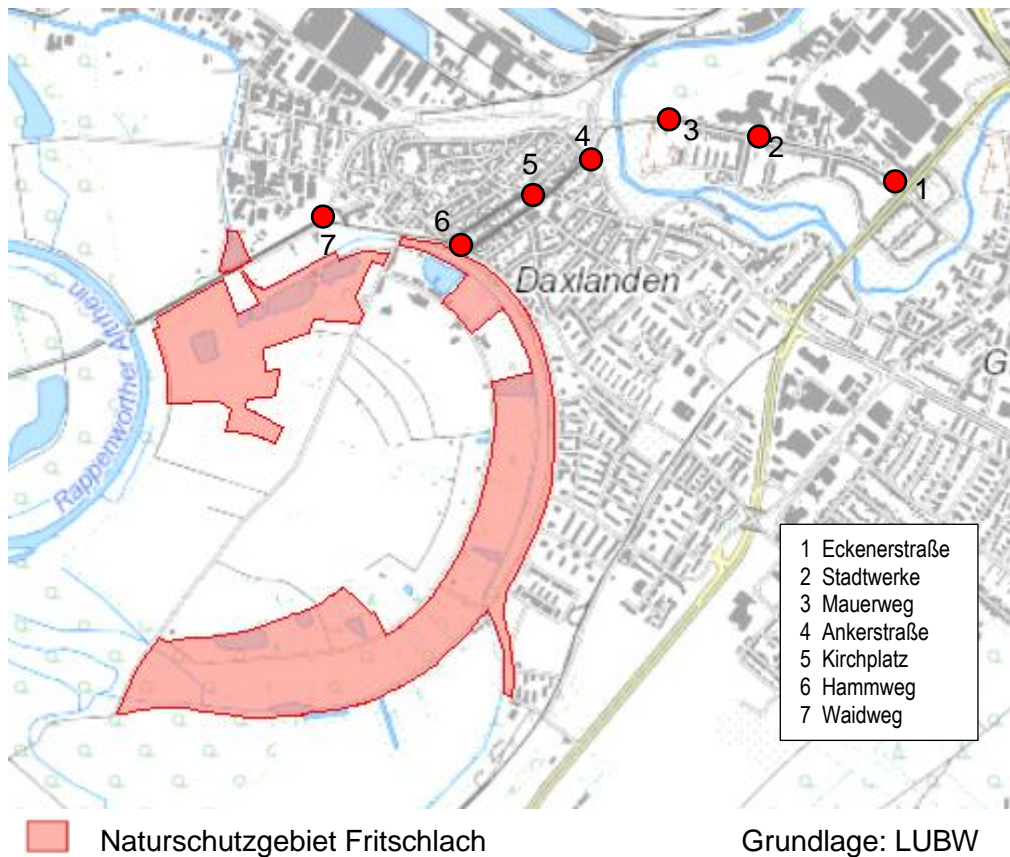 3
4
2
5
1
6
7
Daxlanden
Rappenwörther Altrhein
G
1 Eckenerstraße
2 Stadtwerke
3 Mauerweg
4 Ankerstraße
5 Kirchplatz
6 Hammweg
7 Waidweg
Naturschutzgebiet Fritschlach
Grundlage: LUBW